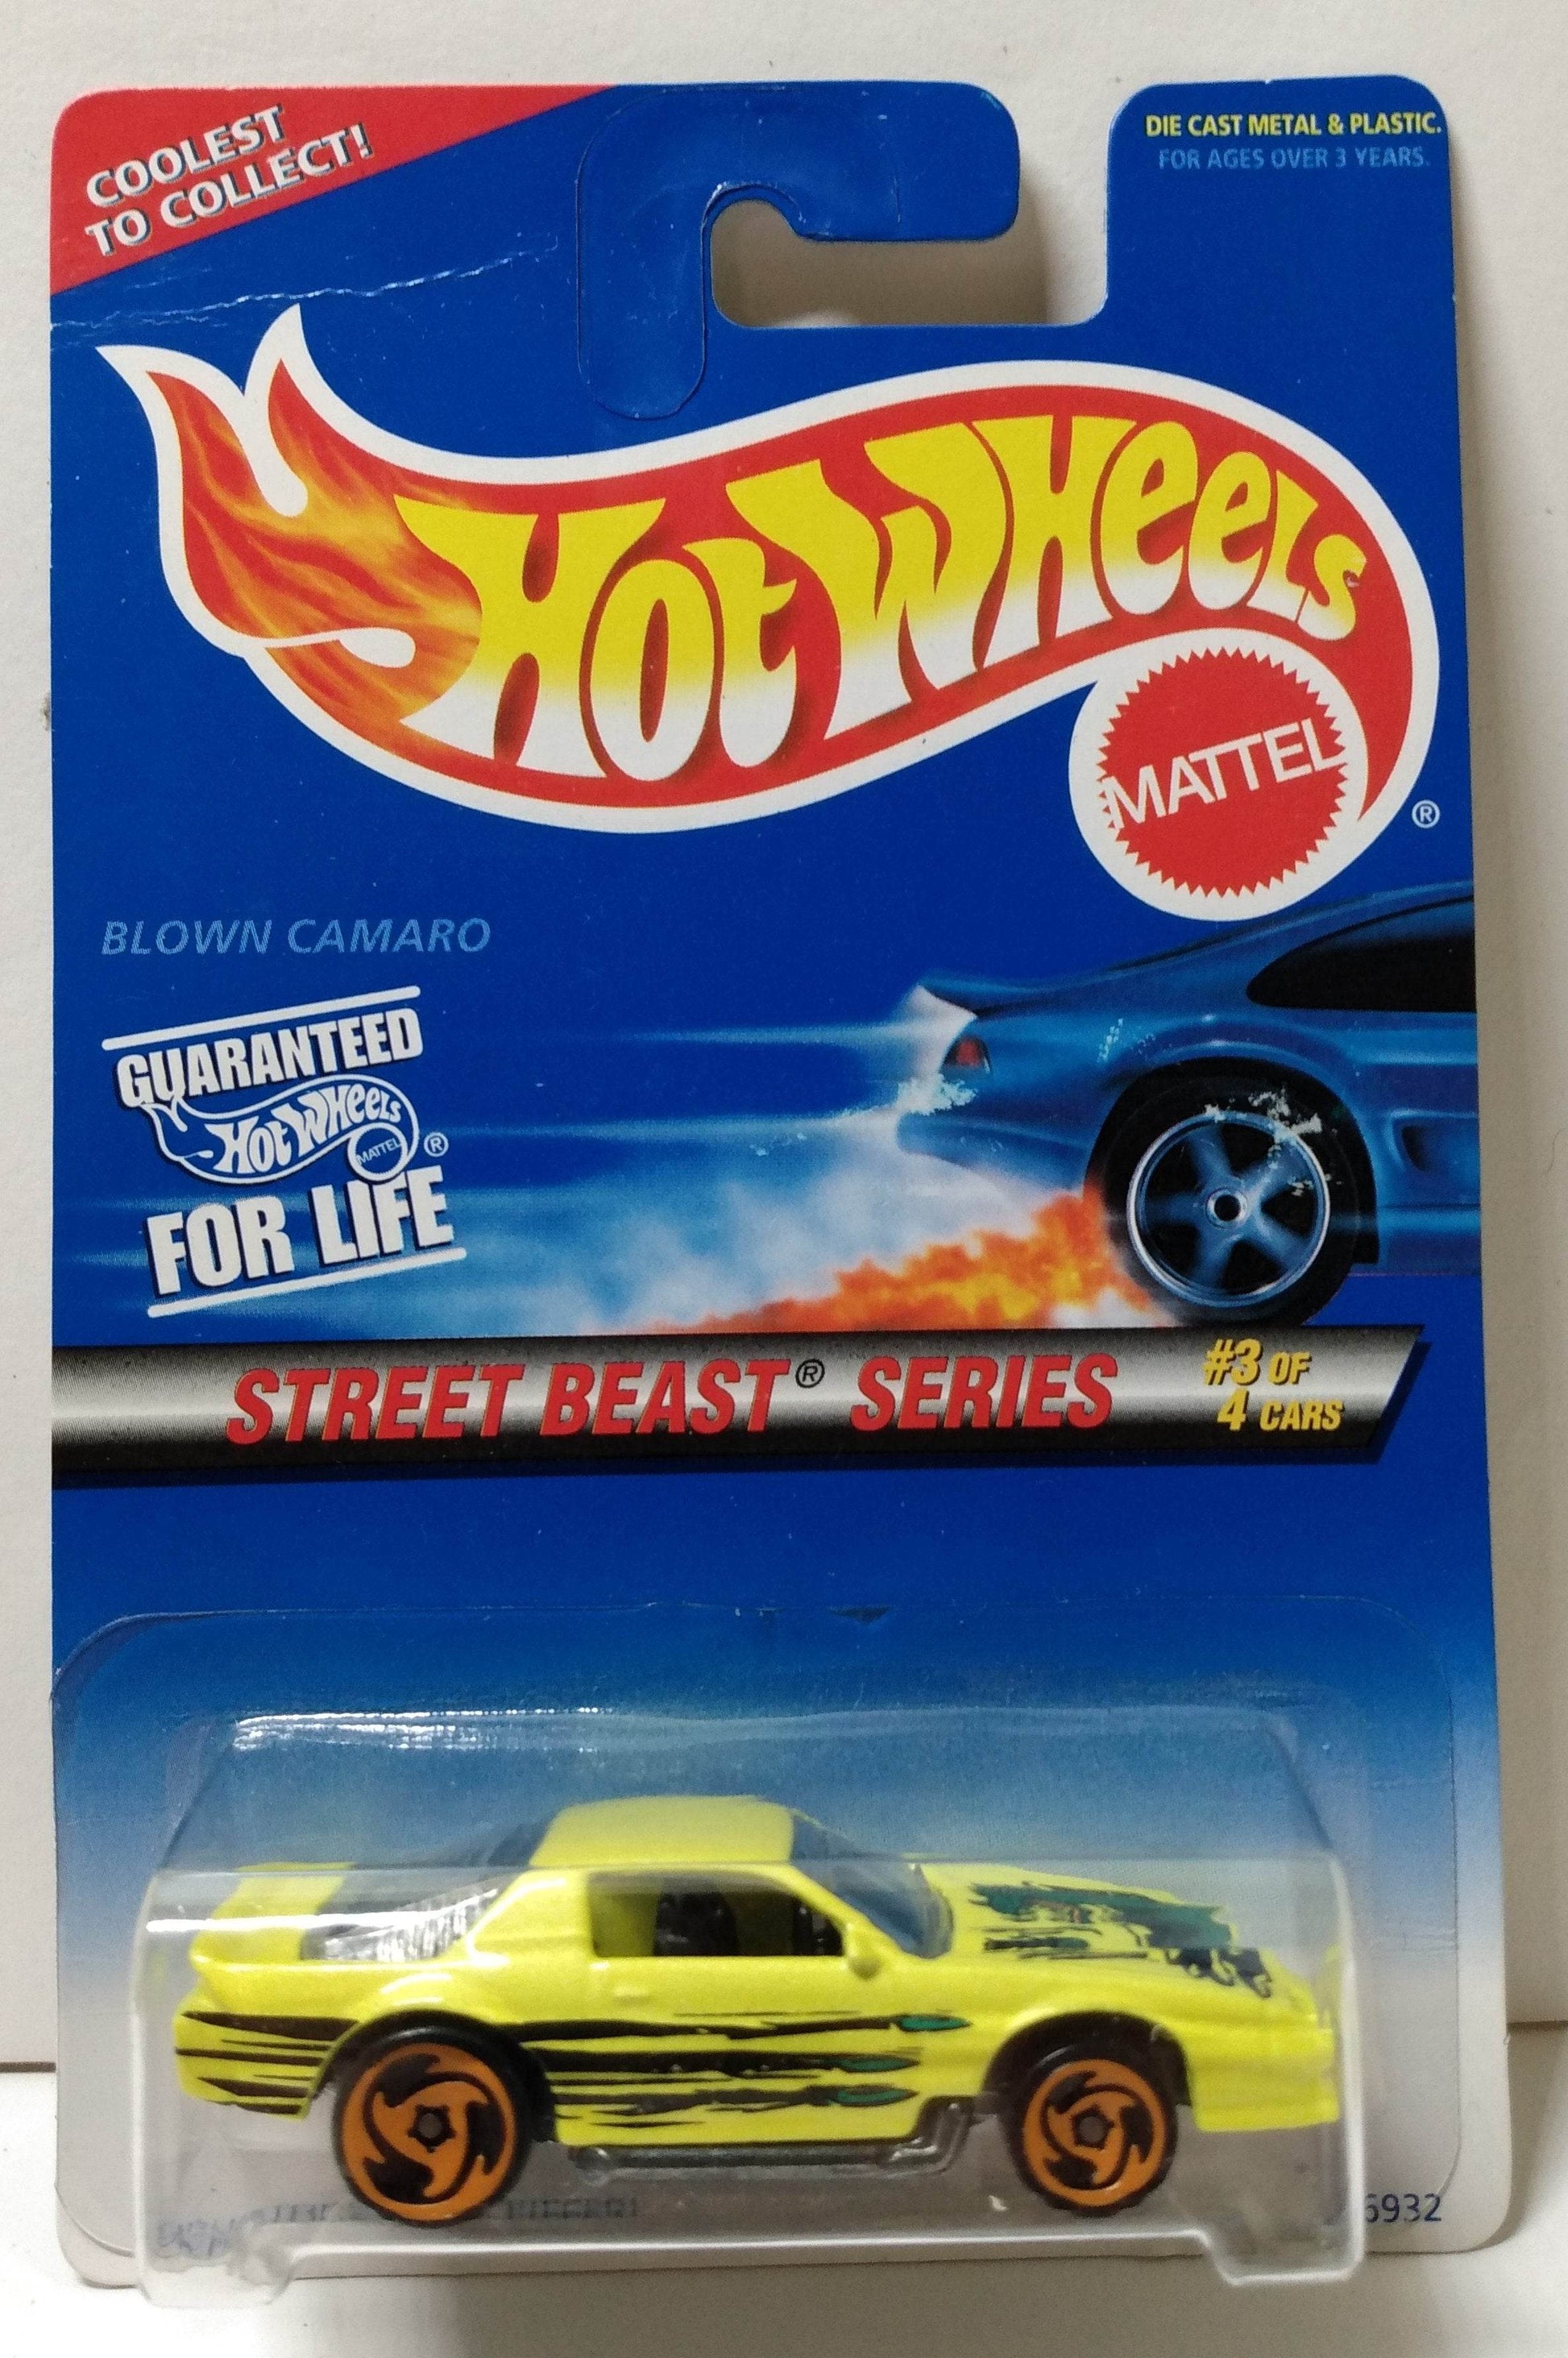 COOLEST
TO COLLECT!
DIE CAST METAL & PLASTIC.
FOR AGES OVER 3 YEARS.
HOT WHEELS
MATTEL
®
BLOWN CAMARO
GUARANTEED
HOT WHEELS
MATTEL ®
FOR LIFE
STREET BEAST® SERIES
#3 OF
4 CARS
6932